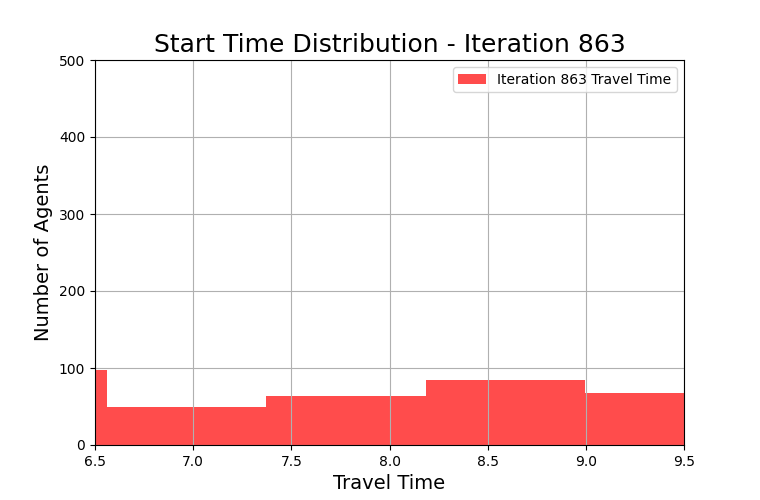 Start Time Distribution - Iteration 863
Iteration 863 Travel Time
Number of Agents
500
400
300
200
100
0
6.5 7.0 7.5 8.0 8.5 9.0 9.5
Travel Time